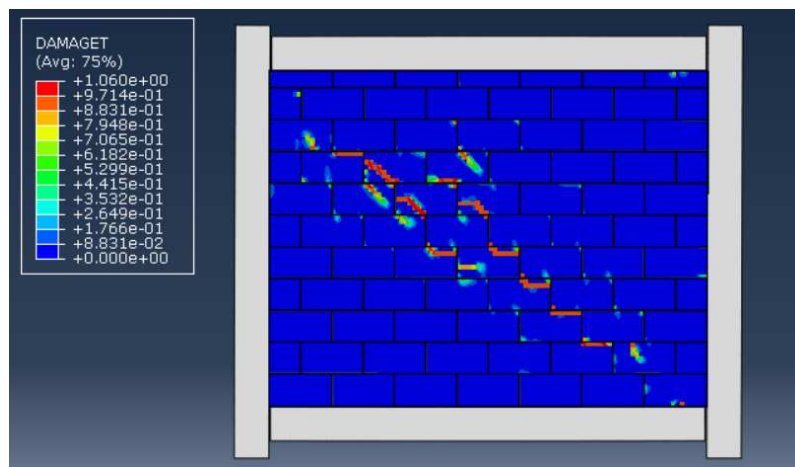 DAMAGET
(Avg: 75%)
+1.060e+00
+9.714e-01
+8.831e-01
+7.948e-01
+7.065e-01
+6.182e-01
+5.299e-01
+4.415e-01
+3.532e-01
+2.649e-01
+1.766e-01
+8.831e-02
+0.000e+00